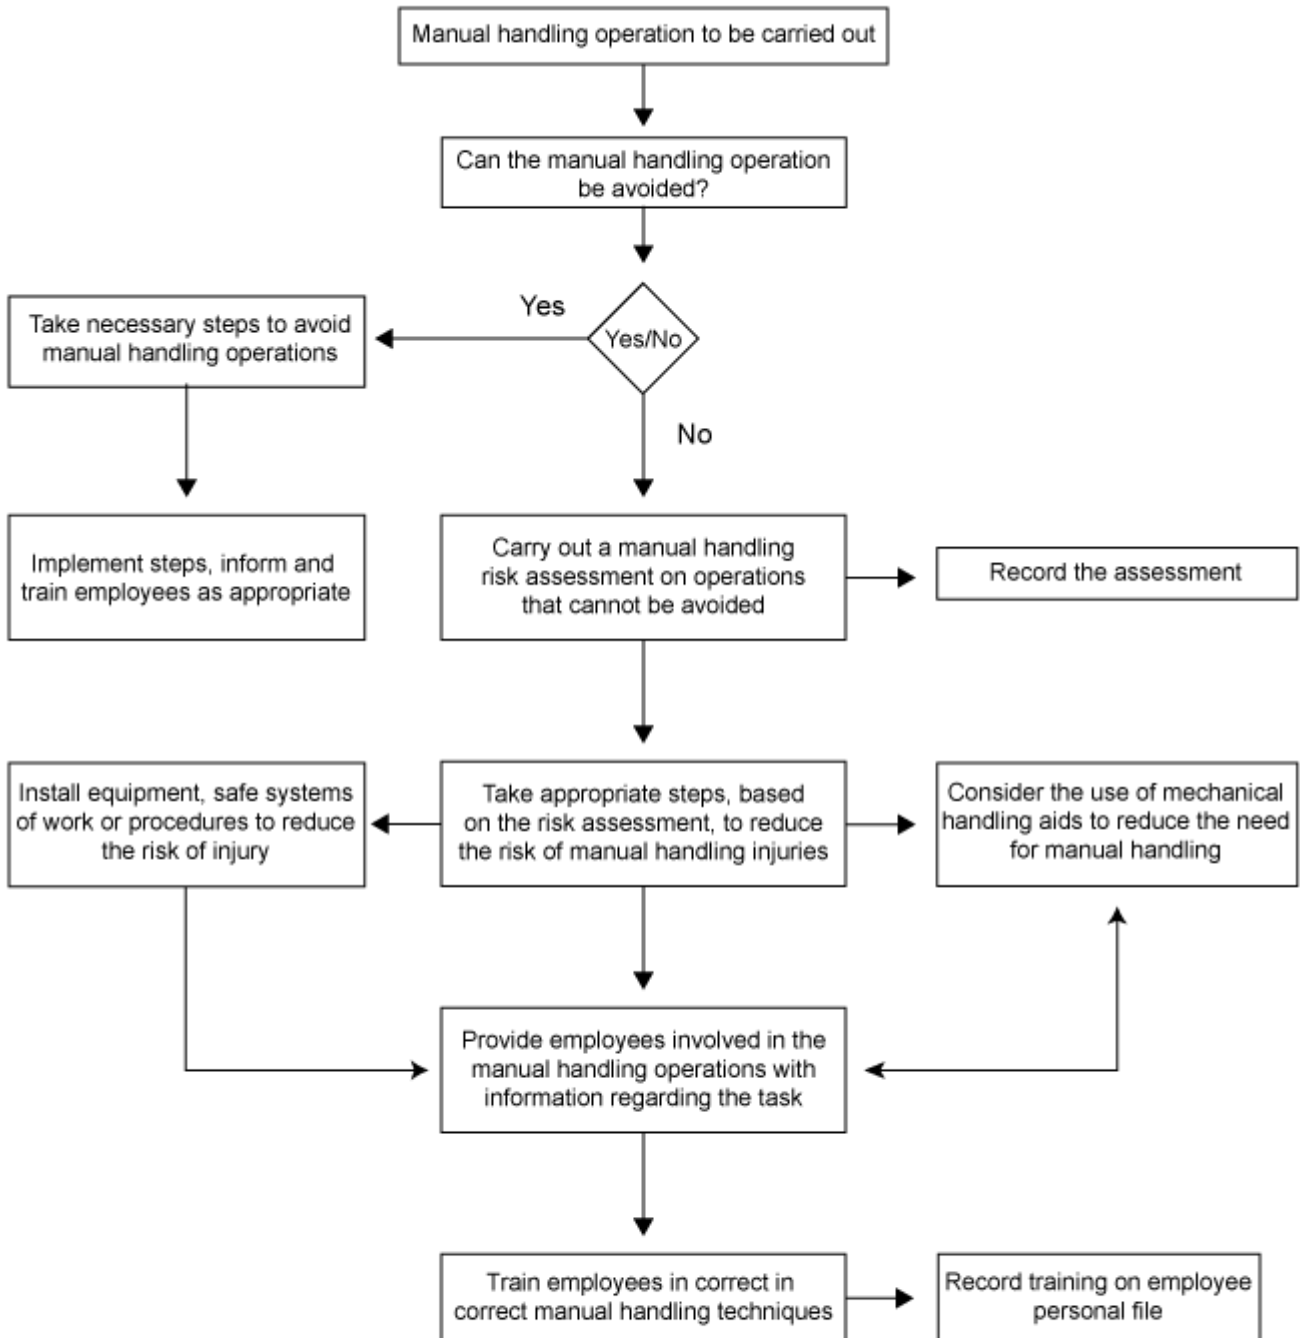 Manual handling operation to be carried out
Can the manual handling operation
be avoided?
Yes
Yes/No
No
Take necessary steps to avoid
manual handling operations
Implement steps, inform and
train employees as appropriate
Carry out a manual handling
risk assessment on operations
that cannot be avoided
Record the assessment
Install equipment, safe systems
of work or procedures to reduce
the risk of injury
Take appropriate steps, based
on the risk assessment, to reduce
the risk of manual handling injuries
Consider the use of mechanical
handling aids to reduce the need
for manual handling
Provide employees involved in the
manual handling operations with
information regarding the task
Train employees in correct in
correct manual handling techniques
Record training on employee
personal file